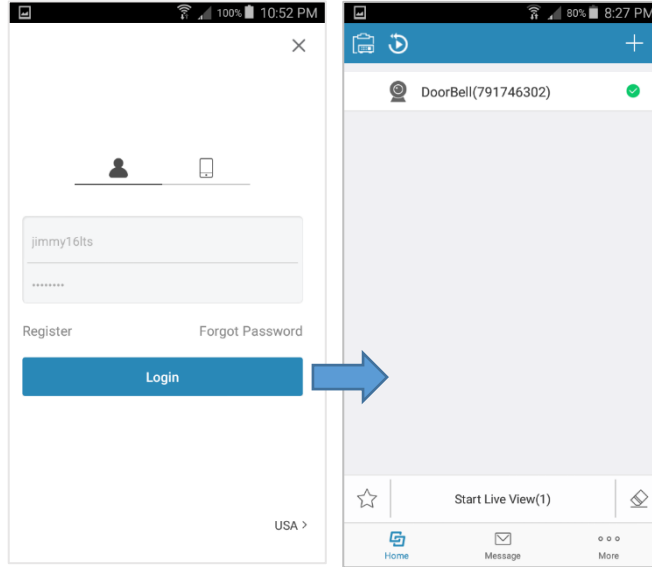 100% 10:52 PM
jimmy16lts
········
Register
Forgot Password
Login
USA >
80% 8:27 PM
DoorBell(791746302)
Start Live View(1)
Home
Message
More